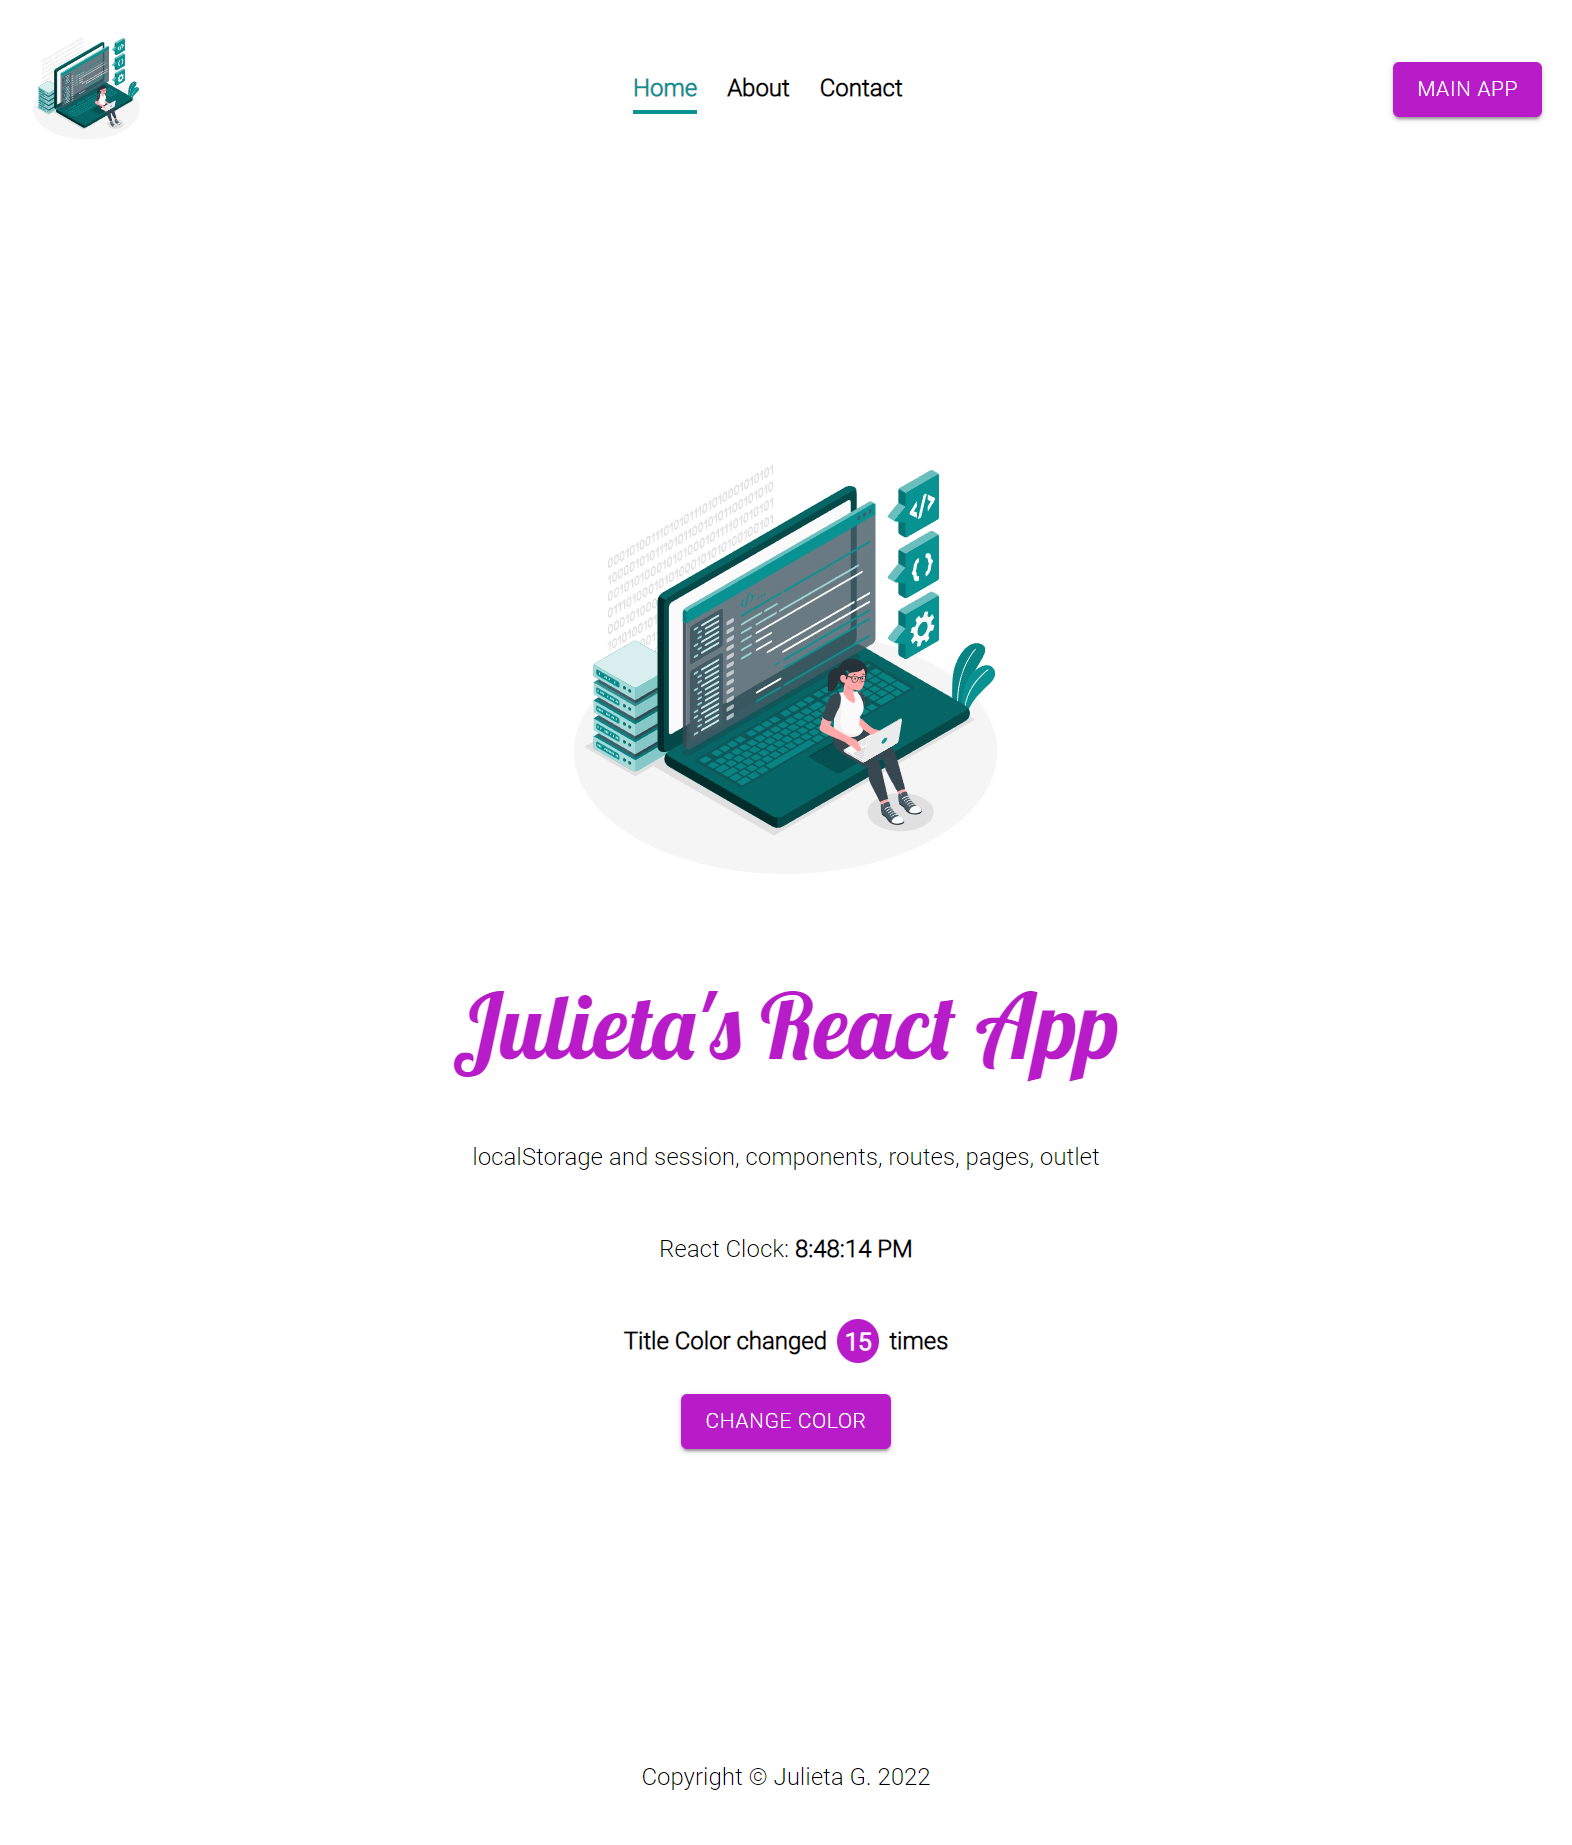 Home About Contact
MAIN APP
Julieta's React App
localStorage and session, components, routes, pages, outlet
React Clock: 8:48:14 PM
Title Color changed 15 times
CHANGE COLOR
Copyright © Julieta G. 2022